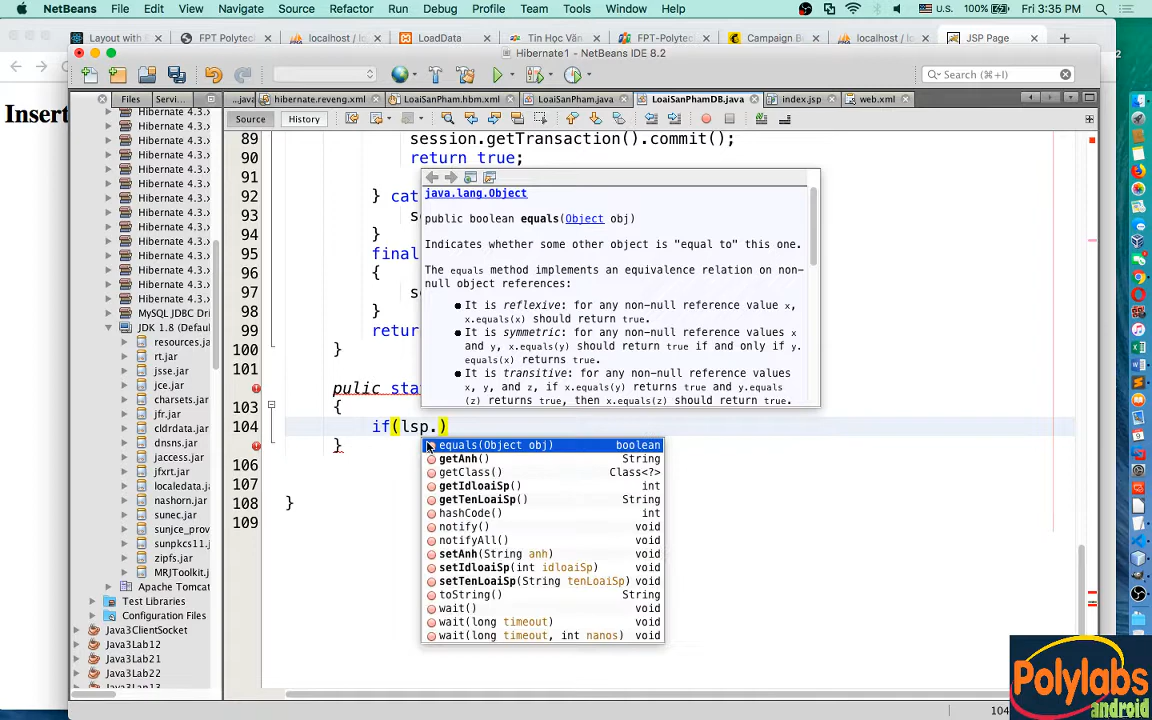 NetBeans File Edit View Navigate Source Refactor Run Debug Profile Team Tools Window Help U.S. 100% Fri 3:35 PM
Layout with FPT Polytech localhost / lo LoadData Tin Học Văn FPT-Polytech Campaign B localhost / lo JSP Page
Hibernate1 - NetBeans IDE 8.2
Search (⌘+I)
Files Servi... ...java hibernate.reveng.xml LoaiSanPham.hbm.xml LoaiSanPham.java LoaiSanPhamDB.java index.jsp web.xml
Insert
Source History
Hibernate 4.3.x
Hibernate 4.3.x
Hibernate 4.3.x
Hibernate 4.3.x
Hibernate 4.3.x
Hibernate 4.3.x
Hibernate 4.3.x
Hibernate 4.3.x
Hibernate 4.3.x
Hibernate 4.3.x
Hibernate 4.3.x
Hibernate 4.3.x
Hibernate 4.3.x
Hibernate 4.3.x
MySQL JDBC Dri
JDK 1.8 (Defau
resources.ja
rt.jar
jsse.jar
jce.jar
charsets.jar
jfr.jar
cldrdata.jar
dnsns.jar
jaccess.jar
jfxrt.jar
localedata.j
nashorn.jar
sunec.jar
sunjce_prov
sunpkcs11.j
zipfs.jar
MRJToolkit.j
Apache Tomcat
Test Libraries
Configuration Files
Java3ClientSocket
Java3Lab12
Java3Lab21
Java3Lab22
Java3Lab13
89 session.getTransaction().commit();
90 return true;
91
92 } cat
93 s
94 }
95 final
96 {
97 s
98 }
99 retur
100 }
101
pulic sta
103 {
104 if(lsp.)
}
106
107
108 }
109
java.lang.Object
public boolean equals(Object obj)
Indicates whether some other object is "equal to" this one.
The equals method implements an equivalence relation on non-
null object references:
It is reflexive: for any non-null reference value x,
x.equals(x) should return true.
It is symmetric: for any non-null reference values x
and y, x.equals(y) should return true if and only if y.
equals(x) returns true.
It is transitive: for any non-null reference values
x, y, and z, if x.equals(y) returns true and y.equals
(z) returns true, then x.equals(z) should return true.
equals(Object obj) boolean
getAnh() String
getClass() Class<?>
getIdloaiSp() int
getTenLoaiSp() String
hashCode() int
notify() void
notifyAll() void
setAnh(String anh) void
setIdloaiSp(int idloaiSp) void
setTenLoaiSp(String tenLoaiSp) void
toString() String
wait() void
wait(long timeout) void
wait(long timeout, int nanos) void
Polylabs
android